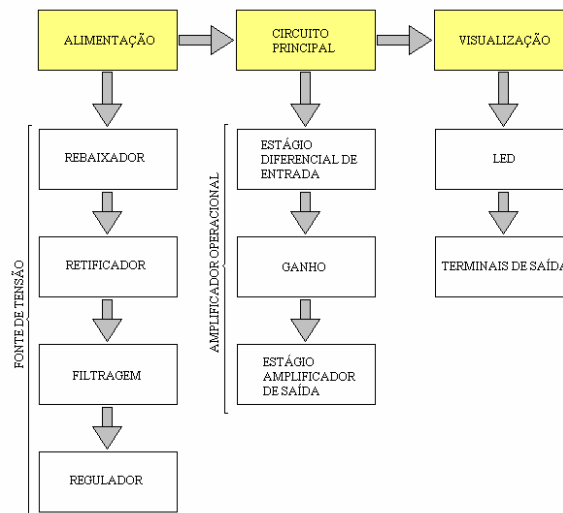 ALIMENTAÇÃO
CIRCUITO
PRINCIPAL
VISUALIZAÇÃO
FONTE DE TENSÃO
REBAIXADOR
RETIFICADOR
FILTRAGEM
REGULADOR
AMPLIFICADOR OPERACIONAL
ESTÁGIO
DIFERENCIAL DE
ENTRADA
GANHO
ESTÁGIO
AMPLIFICADOR
DE SAÍDA
LED
TERMINAIS DE SAÍDA